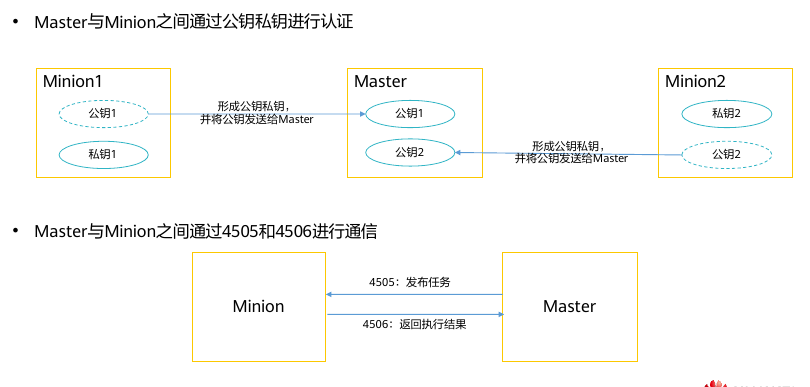 • Master与Minion之间通过公钥私钥进行认证
Minion1
公钥1
私钥1
形成公钥私钥，
并将公钥发送给Master
Master
公钥1
公钥2
形成公钥私钥，
并将公钥发送给Master
Minion2
私钥2
公钥2
• Master与Minion之间通过4505和4506进行通信
Minion
4505：发布任务
4506：返回执行结果
Master